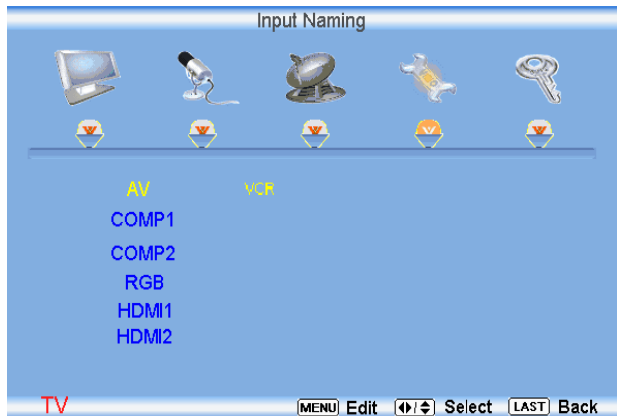 Input Naming
AV VCR
COMP1
COMP2
RGB
HDMI1
HDMI2
TV MENU Edit Select LAST Back